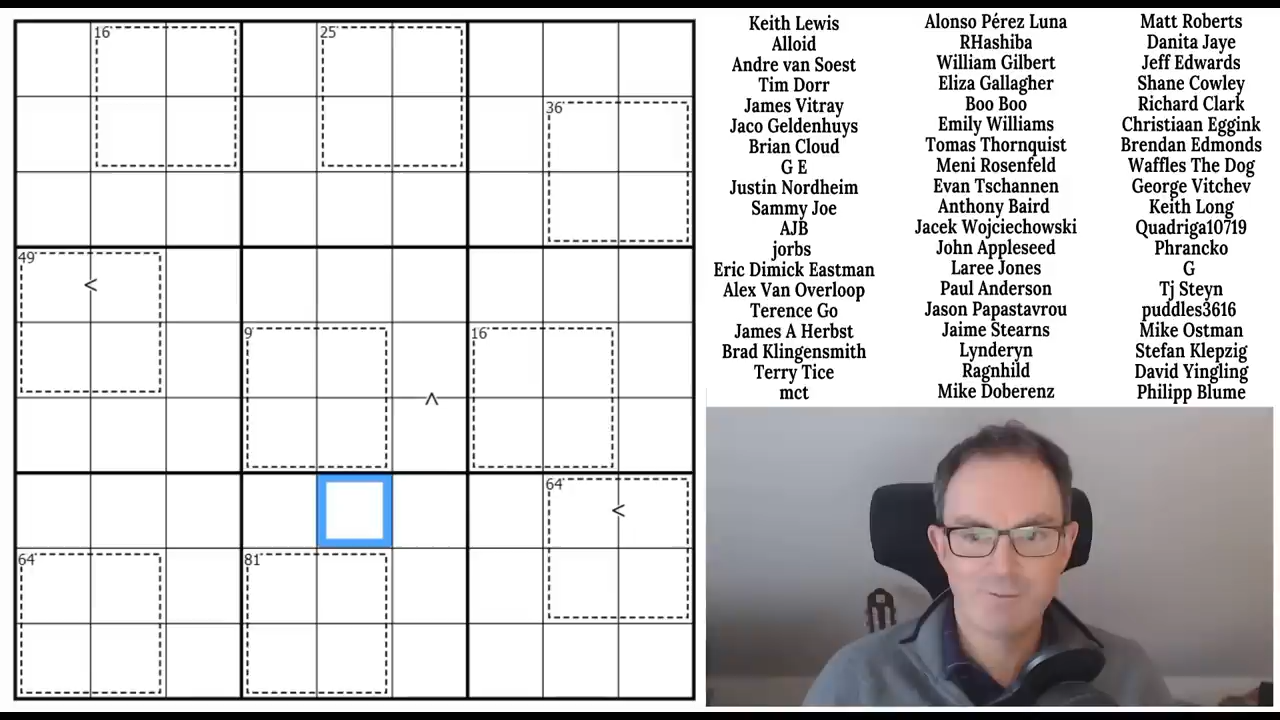 16
25
36
49
<
9
16
^
64
<
64
81
Keith Lewis
Alloid
Andre van Soest
Tim Dorr
James Vitray
Jaco Geldenhuys
Brian Cloud
G E
Justin Nordheim
Sammy Joe
AJB
jorbs
Eric Dimick Eastman
Alex Van Overloop
Terence Go
James A Herbst
Brad Klingensmith
Terry Tice
mct
Alonso Pérez Luna
RHashiba
William Gilbert
Eliza Gallagher
Boo Boo
Emily Williams
Tomas Thornquist
Meni Rosenfeld
Evan Tschannen
Anthony Baird
Jacek Wojciechowski
John Appleseed
Laree Jones
Paul Anderson
Jason Papastavrou
Jaime Stearns
Lynderyn
Ragnhild
Mike Doberenz
Matt Roberts
Danita Jaye
Jeff Edwards
Shane Cowley
Richard Clark
Christiaan Eggink
Brendan Edmonds
Waffles The Dog
George Vitchev
Keith Long
Quadriga10719
Phrancko
G
Tj Steyn
puddles3616
Mike Ostman
Stefan Klepzig
David Yingling
Philipp Blume